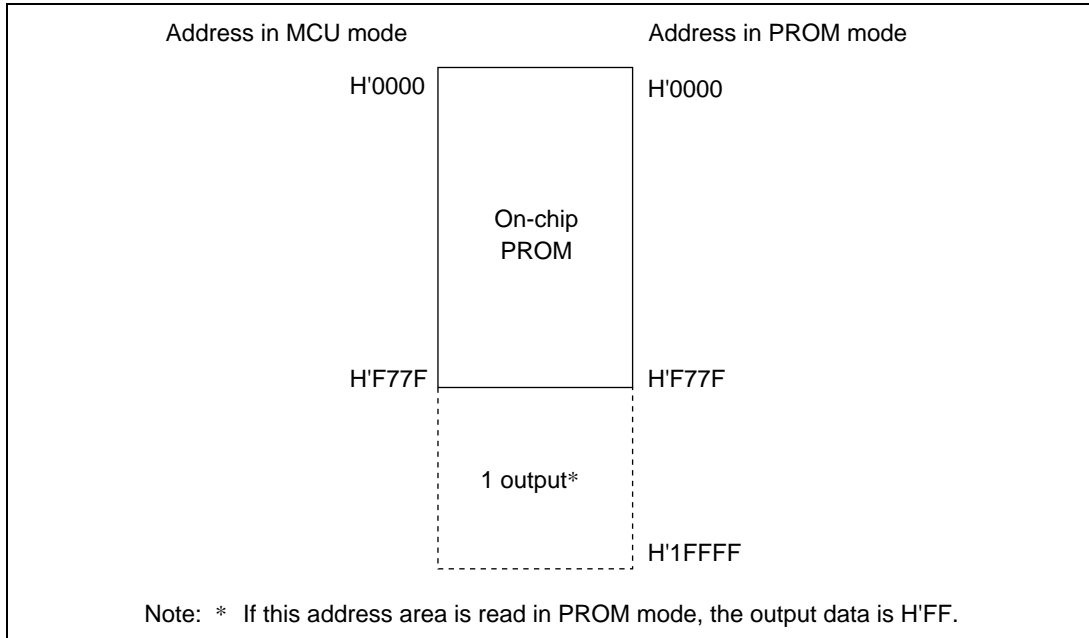 Address in MCU mode Address in PROM mode
H'0000 H'0000
On-chip
PROM
H'F77F H'F77F
1 output*
H'1FFFF
Note: * If this address area is read in PROM mode, the output data is H'FF.